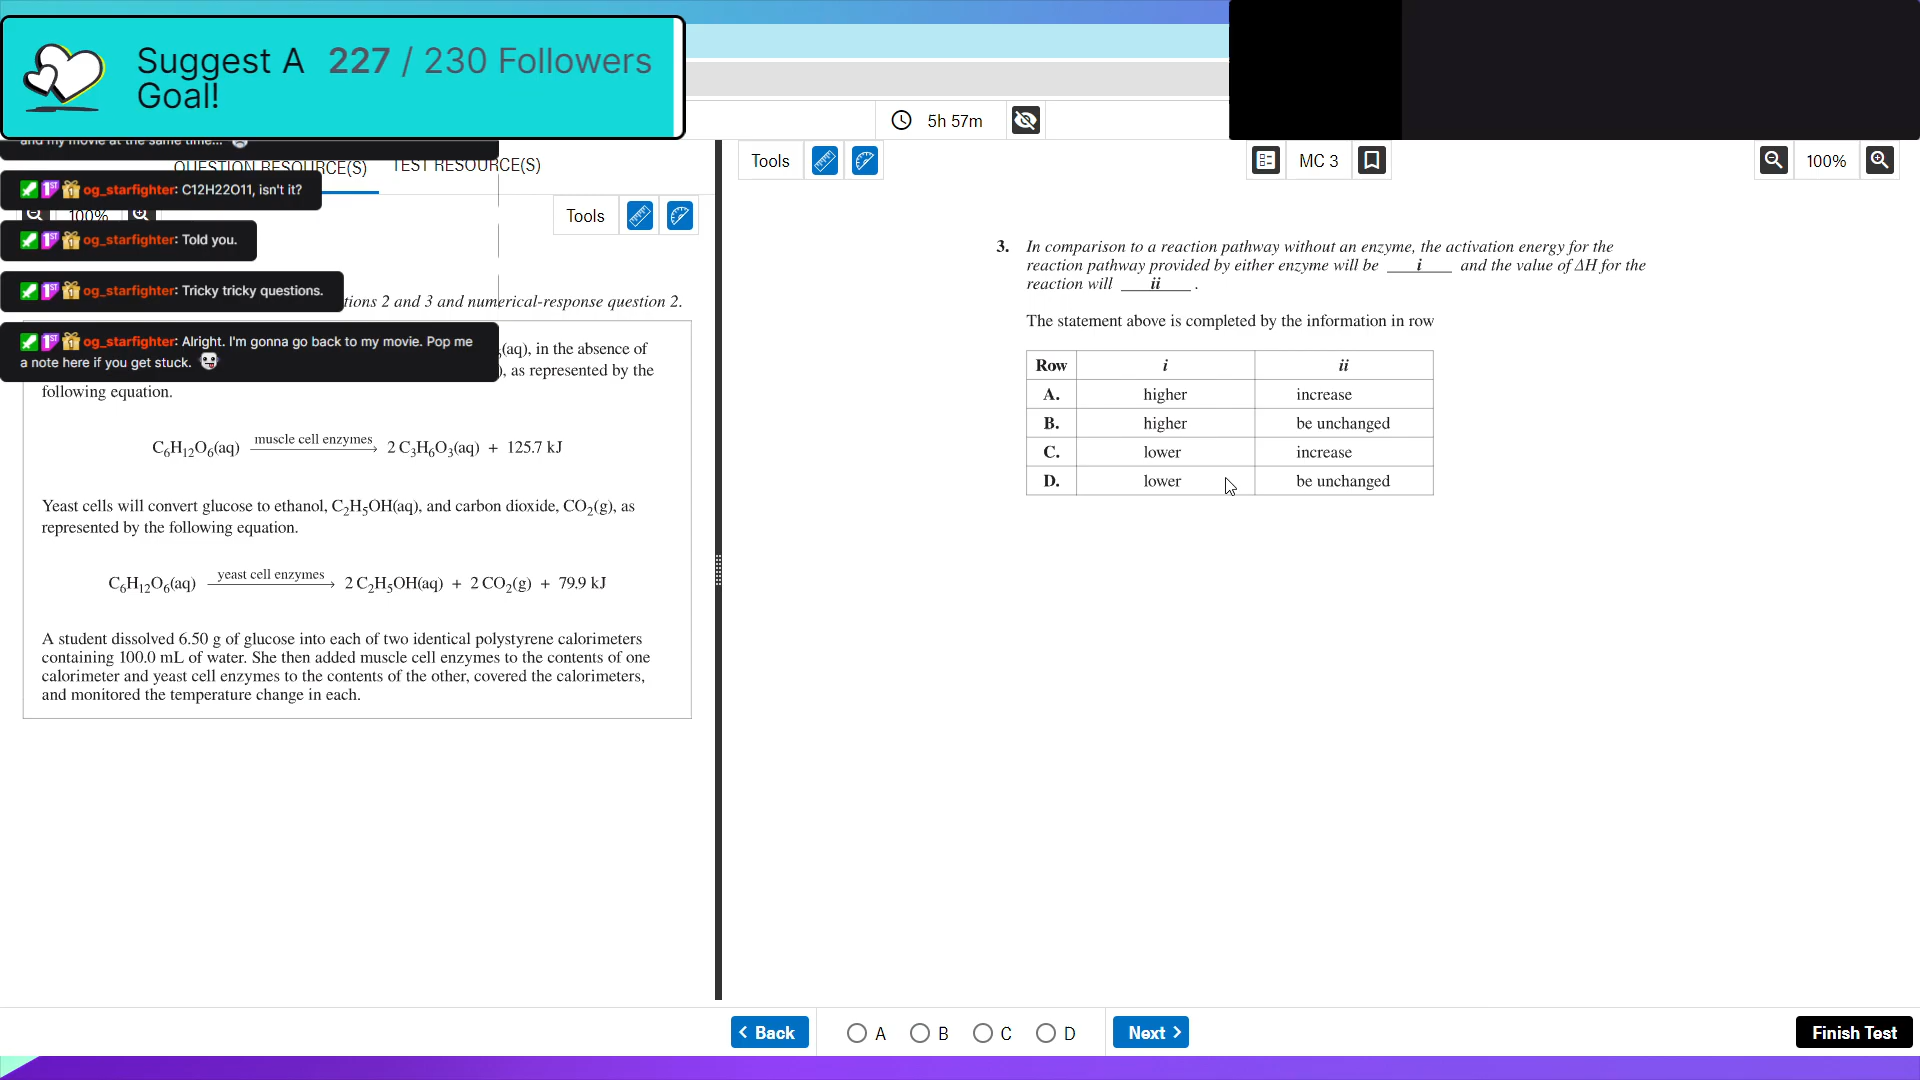 Suggest A Goal!
227 / 230 Followers
5h 57m
and my movie at the same time...
QUESTION RESOURCE(S)
TEST RESOURCE(S)
og_starfighter: C12H22O11, isn't it?
100%
Tools
og_starfighter: Told you.
og_starfighter: Tricky tricky questions.
tions 2 and 3 and numerical-response question 2.
og_starfighter: Alright. I'm gonna go back to my movie. Pop me
a note here if you get stuck.
(aq), in the absence of
), as represented by the
following equation.
C₆H₁₂O₆(aq) muscle cell enzymes → 2 C₃H₆O₃(aq) + 125.7 kJ
Yeast cells will convert glucose to ethanol, C₂H₅OH(aq), and carbon dioxide, CO₂(g), as
represented by the following equation.
C₆H₁₂O₆(aq) yeast cell enzymes → 2 C₂H₅OH(aq) + 2 CO₂(g) + 79.9 kJ
A student dissolved 6.50 g of glucose into each of two identical polystyrene calorimeters
containing 100.0 mL of water. She then added muscle cell enzymes to the contents of one
calorimeter and yeast cell enzymes to the contents of the other, covered the calorimeters,
and monitored the temperature change in each.
Tools
MC 3
100%
3. In comparison to a reaction pathway without an enzyme, the activation energy for the
reaction pathway provided by either enzyme will be ___i___ and the value of ΔH for the
reaction will ___ii___ .
The statement above is completed by the information in row
Row i ii
A. higher increase
B. higher be unchanged
C. lower increase
D. lower be unchanged
Back
A
B
C
D
Next
Finish Test